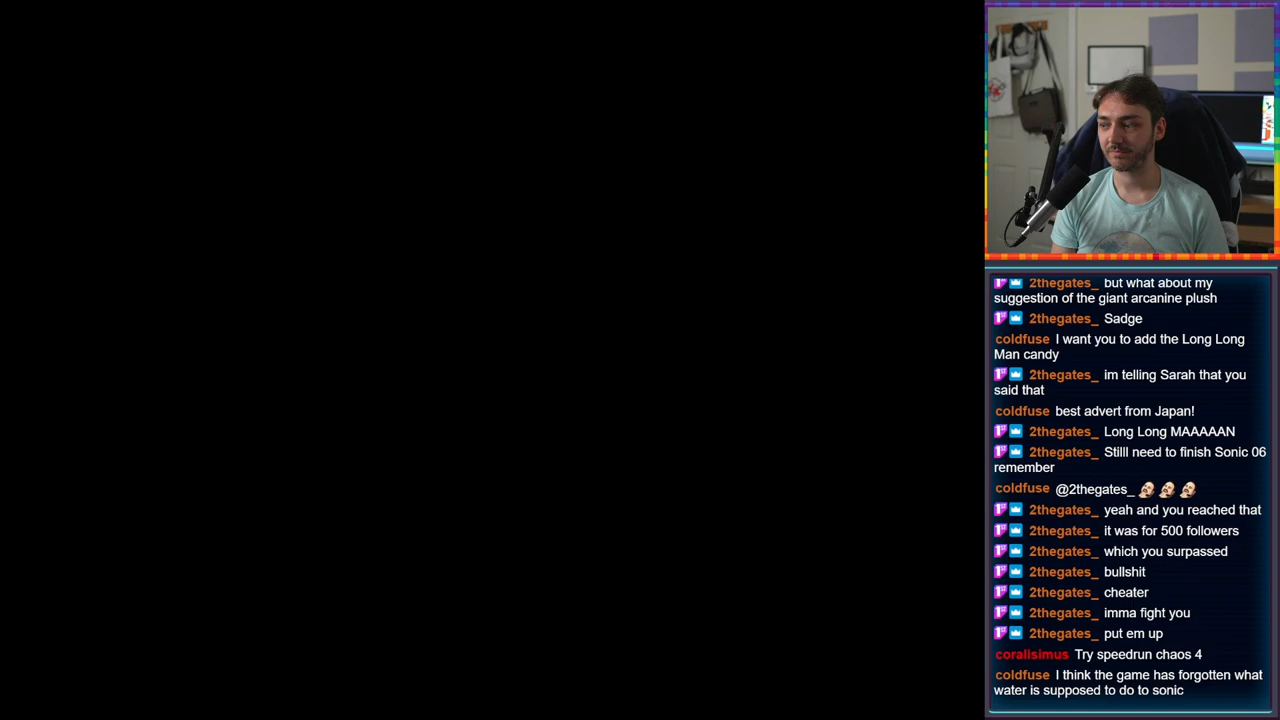 2thegates_ but what about my
suggestion of the giant arcanine plush
2thegates_ Sadge
coldfuse I want you to add the Long Long
Man candy
2thegates_ im telling Sarah that you
said that
coldfuse best advert from Japan!
2thegates_ Long Long MAAAAAN
2thegates_ Stilll need to finish Sonic 06
remember
coldfuse @2thegates_
2thegates_ yeah and you reached that
2thegates_ it was for 500 followers
2thegates_ which you surpassed
2thegates_ bullshit
2thegates_ cheater
2thegates_ imma fight you
2thegates_ put em up
coralisimus Try speedrun chaos 4
coldfuse I think the game has forgotten what
water is supposed to do to sonic